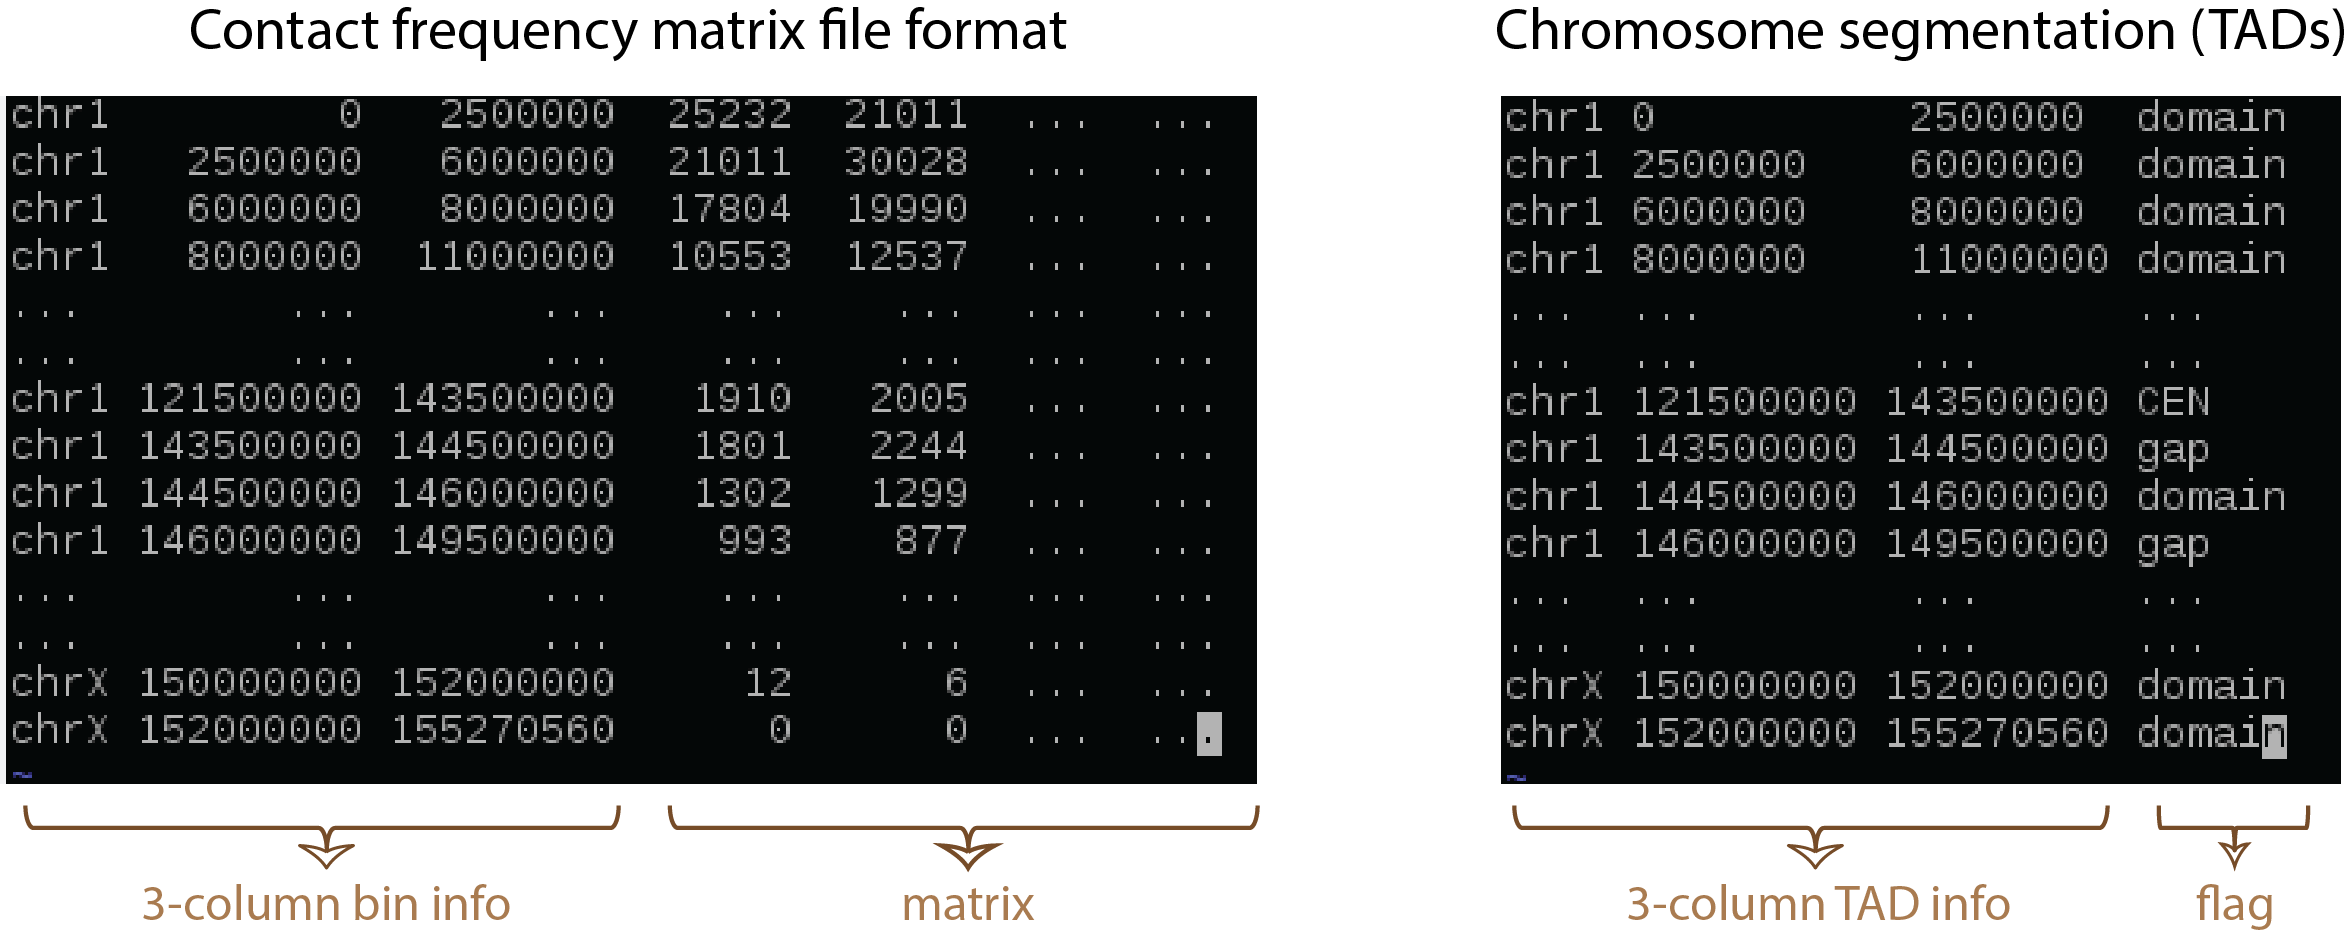 Contact frequency matrix file format
chr1 0 2500000 25232 21011 ... ...
chr1 2500000 6000000 21011 30028 ... ...
chr1 6000000 8000000 17804 19990 ... ...
chr1 8000000 11000000 10553 12537 ... ...
... ... ... ... ... ... ...
... ... ... ... ... ... ...
chr1 121500000 143500000 1910 2005 ... ...
chr1 143500000 144500000 1801 2244 ... ...
chr1 144500000 146000000 1302 1299 ... ...
chr1 146000000 149500000 993 877 ... ...
... ... ... ... ... ... ...
... ... ... ... ... ... ...
chrX 150000000 152000000 12 6 ... ...
chrX 152000000 155270560 0 0 ... ...
~
3-column bin info
matrix
Chromosome segmentation (TADs)
chr1 0 2500000 domain
chr1 2500000 6000000 domain
chr1 6000000 8000000 domain
chr1 8000000 11000000 domain
... ... ... ...
... ... ... ...
chr1 121500000 143500000 CEN
chr1 143500000 144500000 gap
chr1 144500000 146000000 domain
chr1 146000000 149500000 gap
... ... ... ...
... ... ... ...
chrX 150000000 152000000 domain
chrX 152000000 155270560 domain
~
3-column TAD info
flag